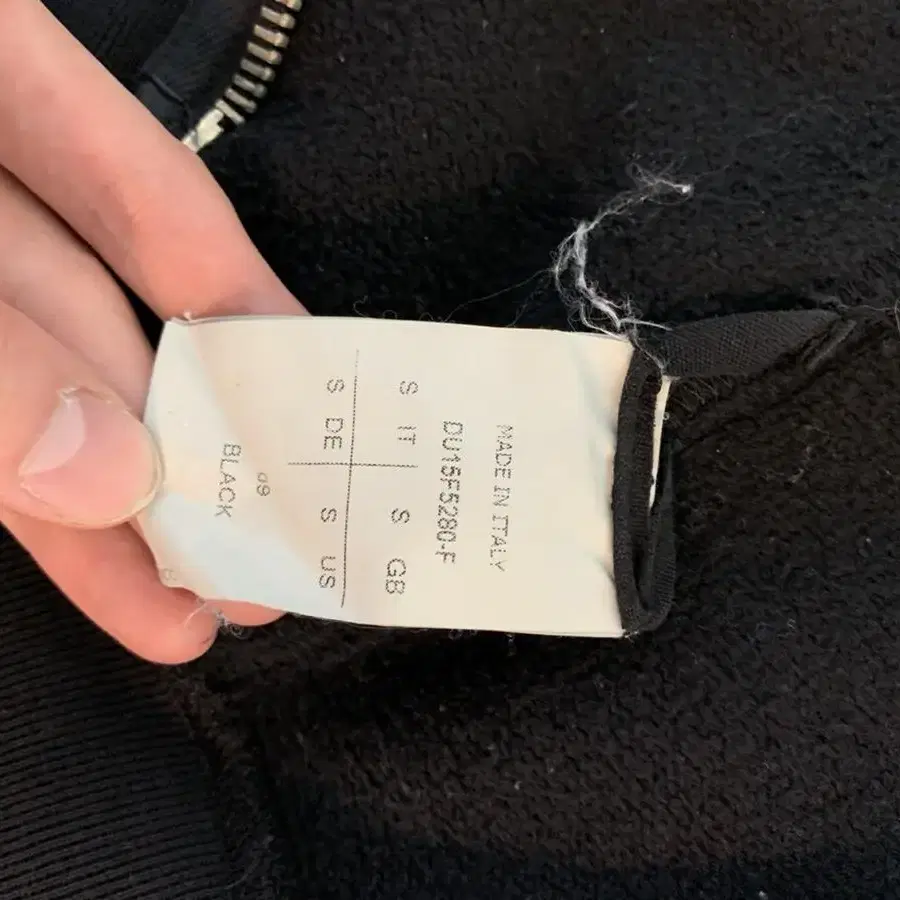 MADE IN ITALY
DU15F5280-F
S IT S GB
S DE S US
09
BLACK